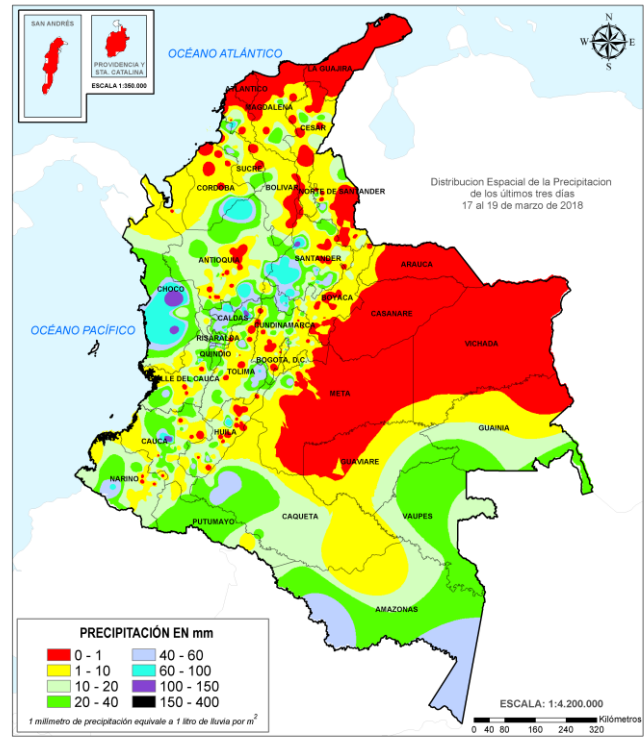 SAN ANDRÉS
PROVIDENCIA Y
STA. CATALINA
ESCALA 1:350.000
OCÉANO ATLÁNTICO
N
W E
S
LA GUAJIRA
ATLANTICO
MAGDALENA
CESAR
SUCRE
CORDOBA
BOLIVAR
NORTE DE SANTANDER
Distribucion Espacial de la Precipitacion
de los últimos tres días
17 al 19 de marzo de 2018
ANTIOQUIA
SANTANDER
ARAUCA
CHOCO
BOYACA
CASANARE
OCÉANO PACÍFICO
CALDAS
CUNDINAMARCA
VICHADA
RISARALDA
QUINDIO
BOGOTA, D.C.
TOLIMA
VALLE DEL CAUCA
META
HUILA
CAUCA
GUAINIA
GUAVIARE
NARINO
CAQUETA
VAUPES
PUTUMAYO
AMAZONAS
PRECIPITACIÓN EN mm
0 - 1 40 - 60
1 - 10 60 - 100
10 - 20 100 - 150
20 - 40 150 - 400
1 milimetro de precipitación equivale a 1 litro de lluvia por m²
ESCALA: 1:4.200.000
Kilómetros
0 40 80 160 240 320